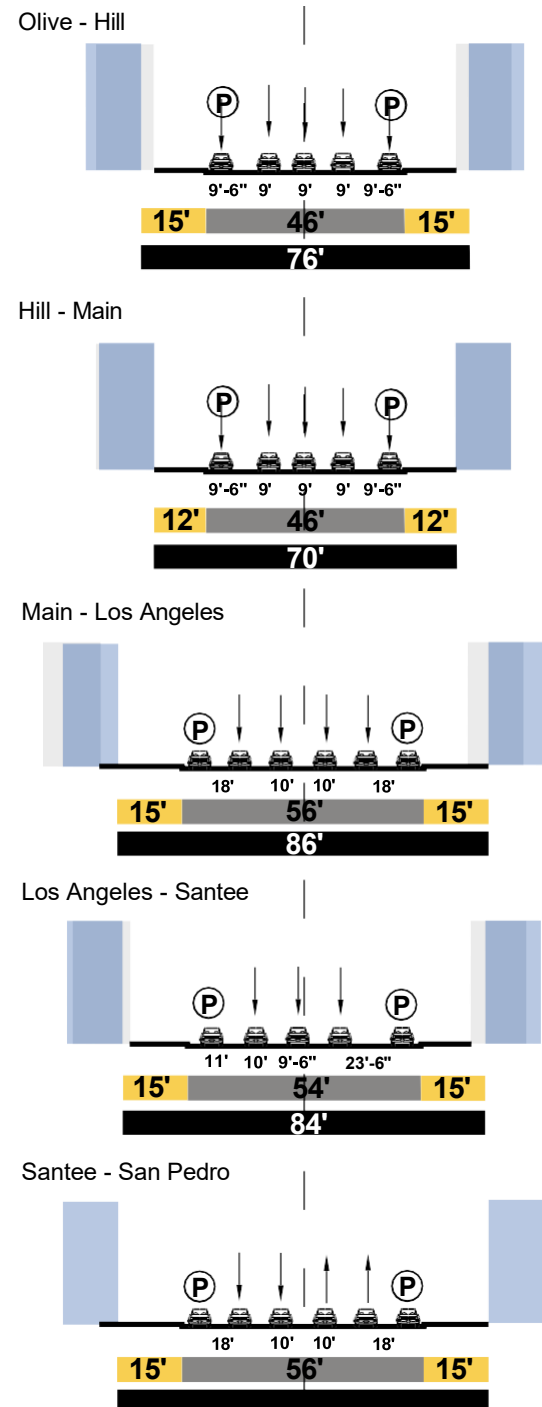 Olive - Hill
P P
9'-6" 9' 9' 9' 9'-6"
15' 46' 15'
76'
Hill - Main
P P
9'-6" 9' 9' 9' 9'-6"
12' 46' 12'
70'
Main - Los Angeles
P P
18' 10' 10' 18'
15' 56' 15'
86'
Los Angeles - Santee
P P
11' 10' 9'-6" 23'-6"
15' 54' 15'
84'
Santee - San Pedro
P P
18' 10' 10' 18'
15' 56' 15'